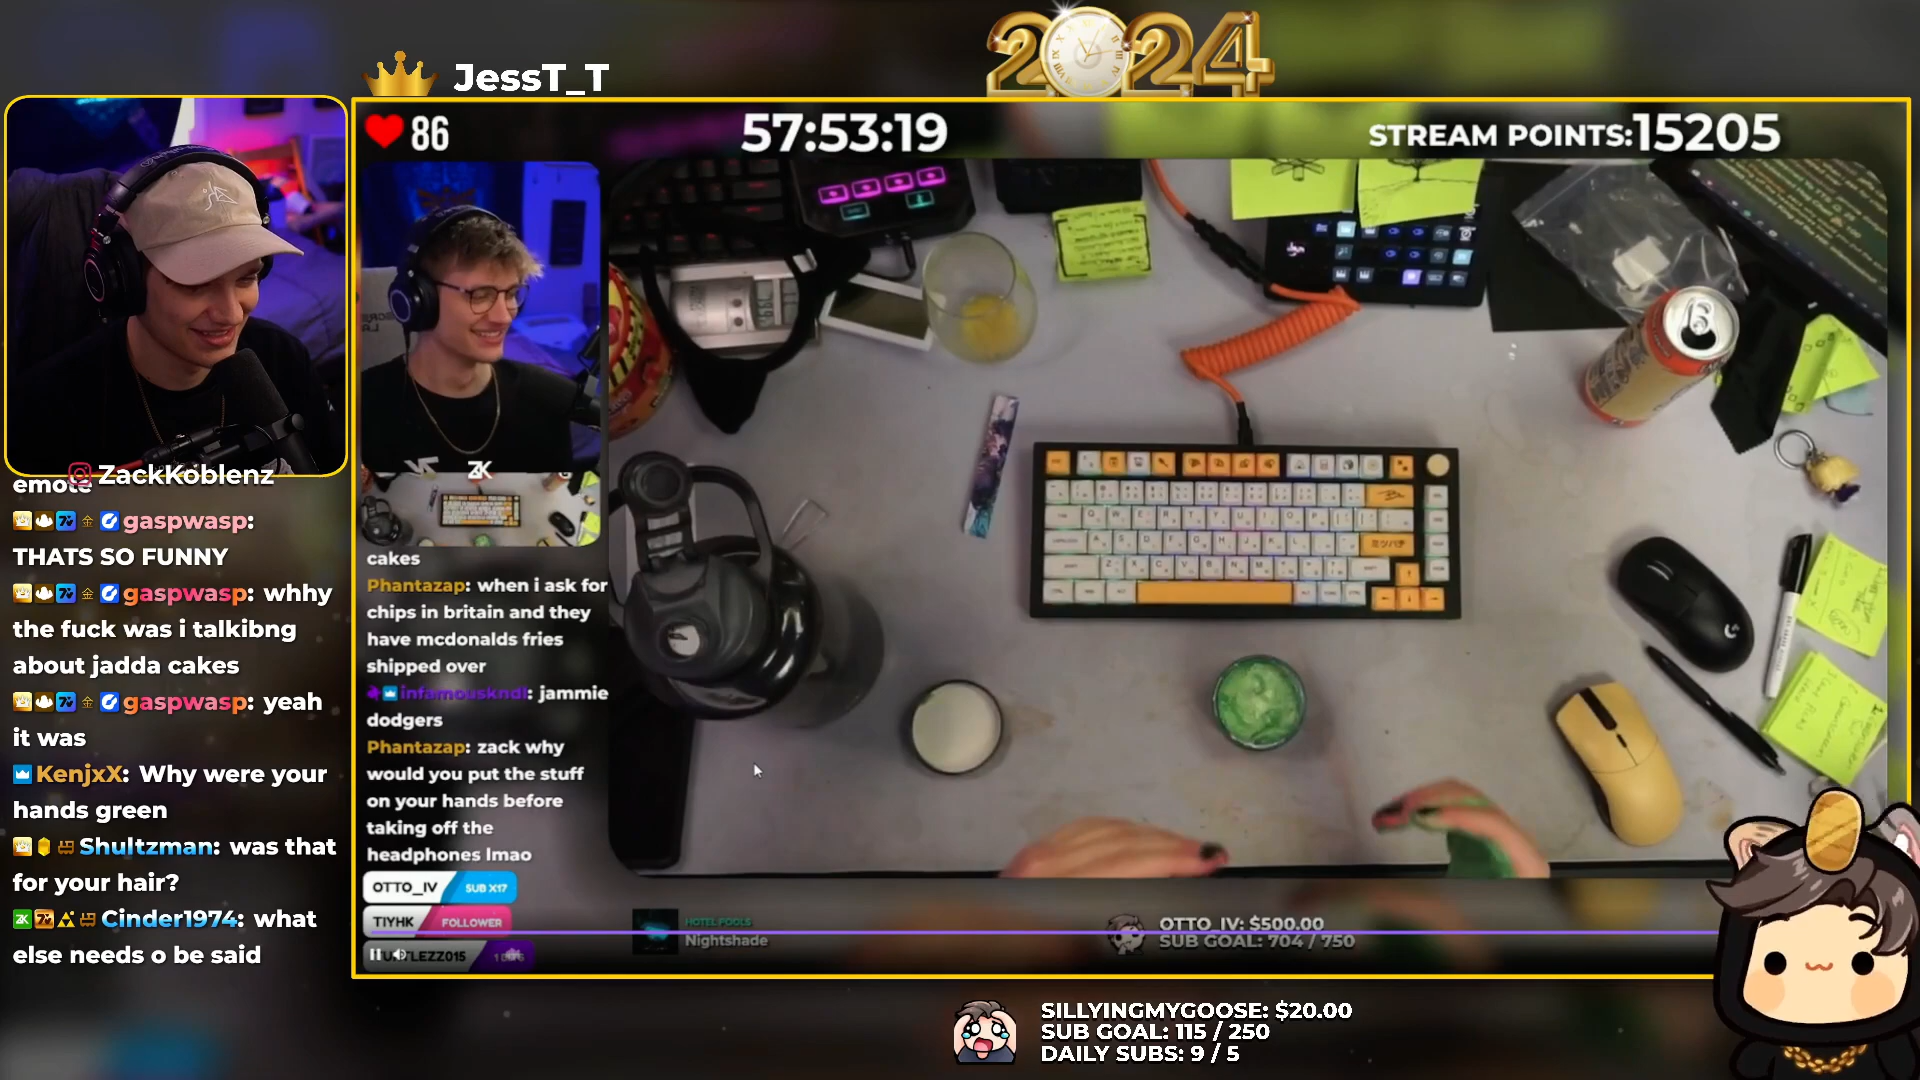 2024
JessT_T
86
57:53:19
STREAM POINTS:15205
ZackKoblenz
emote
gaspwasp:
THATS SO FUNNY
gaspwasp: whhy
the fuck was i talkibng
about jadda cakes
gaspwasp: yeah
it was
KenjxX: Why were your
hands green
Shultzman: was that
for your hair?
Cinder1974: what
else needs o be said
ZK
cakes
Phantazap: when i ask for
chips in britain and they
have mcdonalds fries
shipped over
infamouskndl: jammie
dodgers
Phantazap: zack why
would you put the stuff
on your hands before
taking off the
headphones lmao
OTTO_IV SUB X17
TIYHK FOLLOWER
HOTEL POOLS
Nightshade
OTTO_IV: $500.00
SUB GOAL: 704 / 750
SILLYINGMYGOOSE: $20.00
SUB GOAL: 115 / 250
DAILY SUBS: 9 / 5